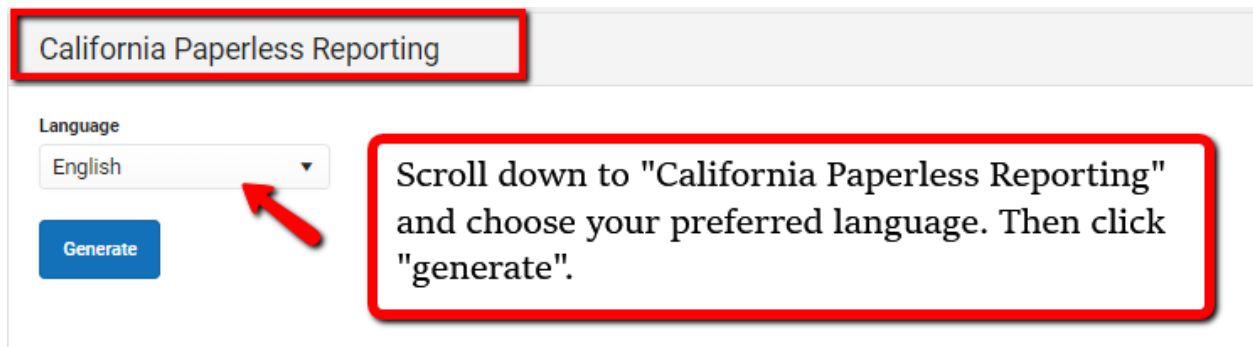 California Paperless Reporting
Language
English
Generate
Scroll down to "California Paperless Reporting"
and choose your preferred language. Then click
"generate".